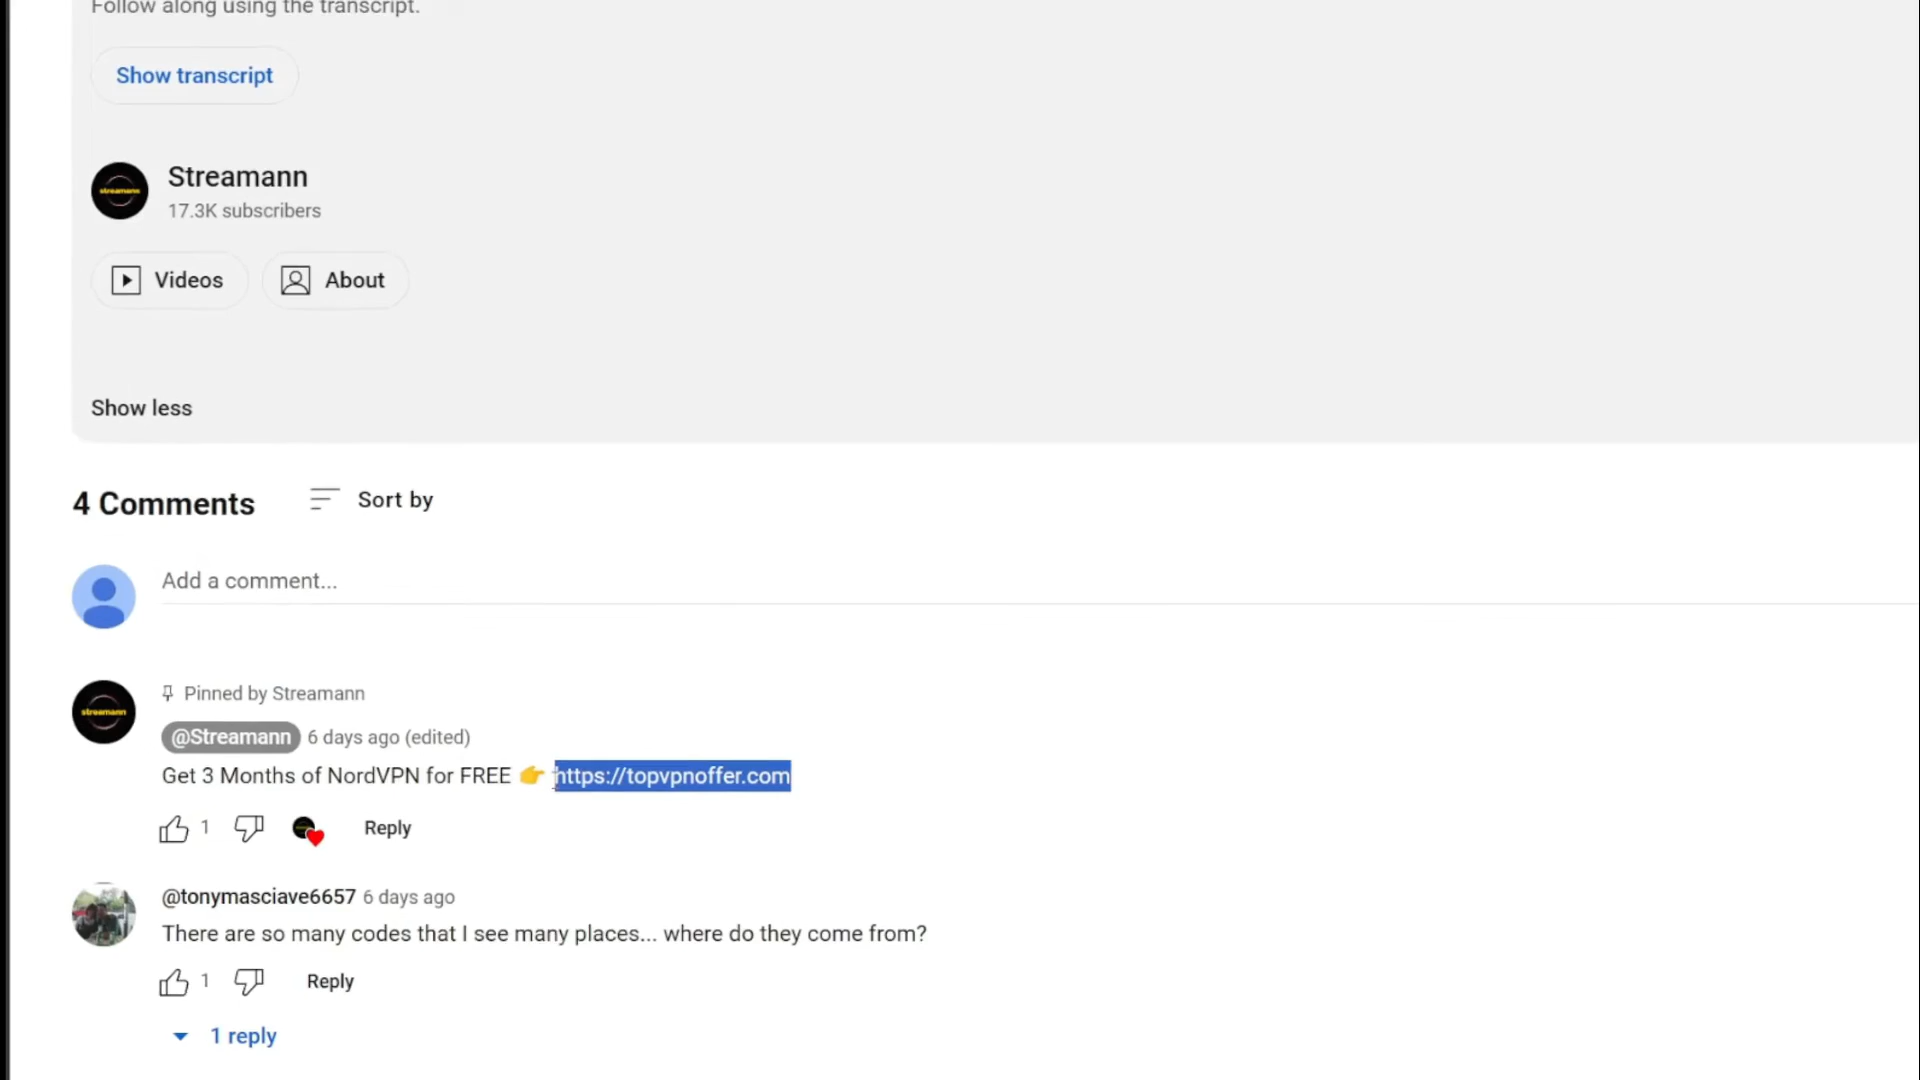 Follow along using the transcript.
Show transcript
streamann
Streamann
17.3K subscribers
Videos
About
Show less
4 Comments
Sort by
Add a comment...
streamann
Pinned by Streamann
@Streamann 6 days ago (edited)
Get 3 Months of NordVPN for FREE 👉 https://topvpnoffer.com
1
Reply
@tonymasciave6657 6 days ago
There are so many codes that I see many places... where do they come from?
1
Reply
1 reply